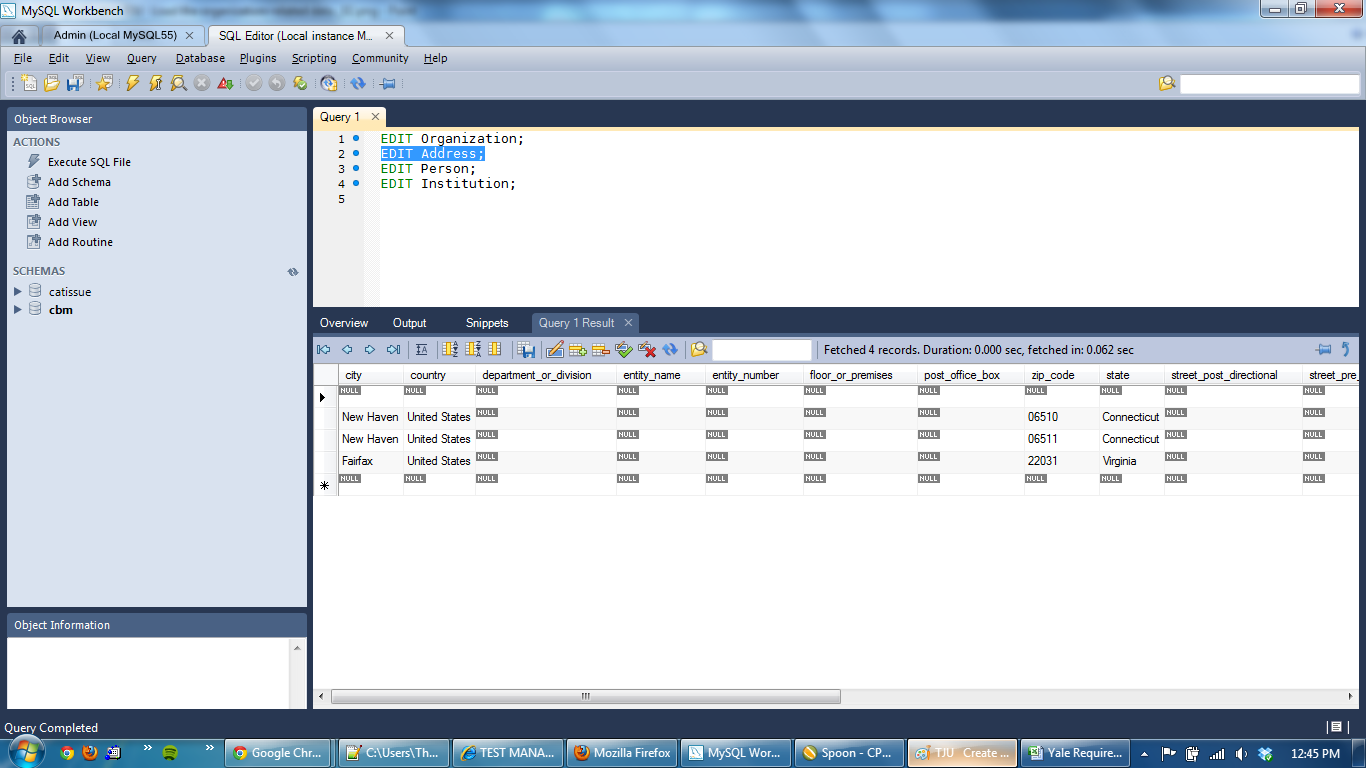 MySQL Workbench
Admin (Local MySQL55) SQL Editor (Local instance M...
File Edit View Query Database Plugins Scripting Community Help
Object Browser
ACTIONS
Execute SQL File
Add Schema
Add Table
Add View
Add Routine
SCHEMAS
catissue
cbm
Object Information
Query 1
1 EDIT Organization;
2 EDIT Address;
3 EDIT Person;
4 EDIT Institution;
5
Overview Output Snippets Query 1 Result
Fetched 4 records. Duration: 0.000 sec, fetched in: 0.062 sec
city country department_or_division entity_name entity_number floor_or_premises post_office_box zip_code state street_post_directional street_pre_
NULL NULL NULL NULL NULL NULL NULL NULL NULL NULL NULL
New Haven United States NULL NULL NULL NULL NULL 06510 Connecticut NULL NULL
New Haven United States NULL NULL NULL NULL NULL 06511 Connecticut NULL NULL
Fairfax United States NULL NULL NULL NULL NULL 22031 Virginia NULL NULL
NULL NULL NULL NULL NULL NULL NULL NULL NULL NULL NULL
Query Completed
Google Chr... C:\Users\Th... TEST MANA... Mozilla Firefox MySQL Wor... Spoon - CP... TJU Create ... Yale Require... 12:45 PM